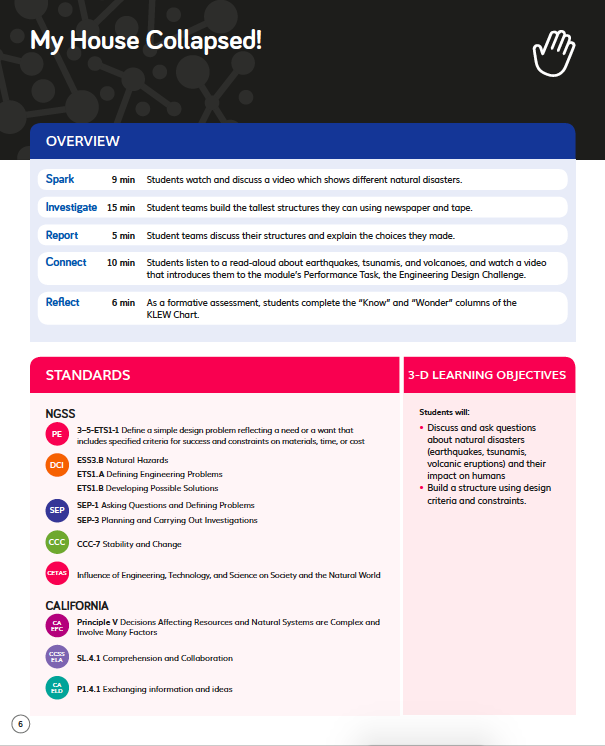 My House Collapsed!
OVERVIEW
Spark 9 min Students watch and discuss a video which shows different natural disasters.
Investigate 15 min Student teams build the tallest structures they can using newspaper and tape.
Report 5 min Student teams discuss their structures and explain the choices they made.
Connect 10 min Students listen to a read-aloud about earthquakes, tsunamis, and volcanoes, and watch a video
that introduces them to the module's Performance Task, the Engineering Design Challenge.
Reflect 6 min As a formative assessment, students complete the “Know” and “Wonder” columns of the
KLEW Chart.
STANDARDS
NGSS
PE 3–5-ETS1-1 Define a simple design problem reflecting a need or a want that
includes specified criteria for success and constraints on materials, time, or cost
DCI ESS3.B Natural Hazards
ETS1.A Defining Engineering Problems
ETS1.B Developing Possible Solutions
SEP SEP-1 Asking Questions and Defining Problems
SEP-3 Planning and Carrying Out Investigations
CCC CCC-7 Stability and Change
CETAS Influence of Engineering, Technology, and Science on Society and the Natural World
CALIFORNIA
CA
EPC
Principle V Decisions Affecting Resources and Natural Systems are Complex and
Involve Many Factors
CCSS
ELA
SL.4.1 Comprehension and Collaboration
CA
ELD
P1.4.1 Exchanging information and ideas
3-D LEARNING OBJECTIVES
Students will:
• Discuss and ask questions
about natural disasters
(earthquakes, tsunamis,
volcanic eruptions) and their
impact on humans
• Build a structure using design
criteria and constraints.
6